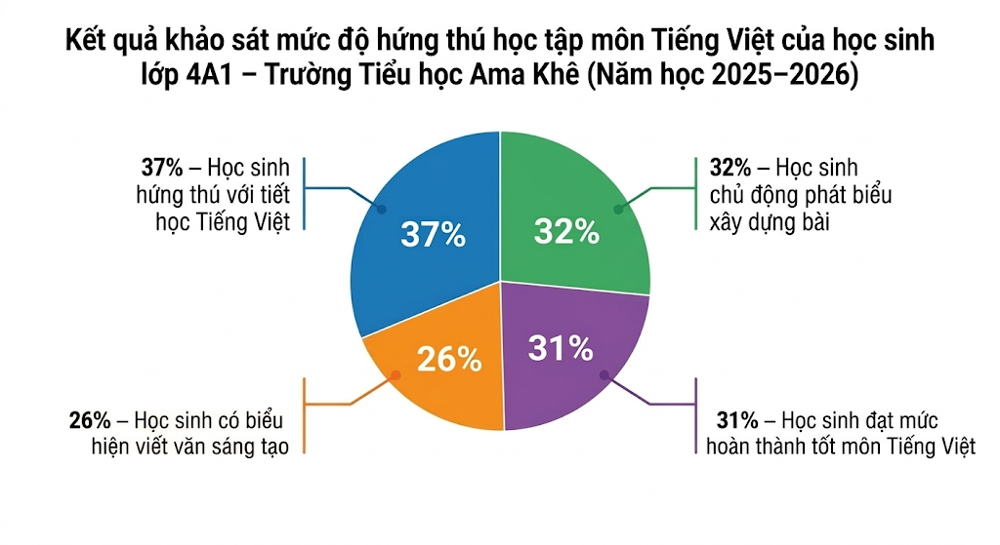 Kết quả khảo sát mức độ hứng thú học tập môn Tiếng Việt của học sinh
lớp 4A1 – Trường Tiểu học Ama Khê (Năm học 2025–2026)
37% – Học sinh
hứng thú với tiết
học Tiếng Việt
32% – Học sinh
chủ động phát biểu
xây dựng bài
37%
32%
26%
31%
26% – Học sinh có biểu
hiện viết văn sáng tạo
31% – Học sinh đạt mức
hoàn thành tốt môn Tiếng Việt